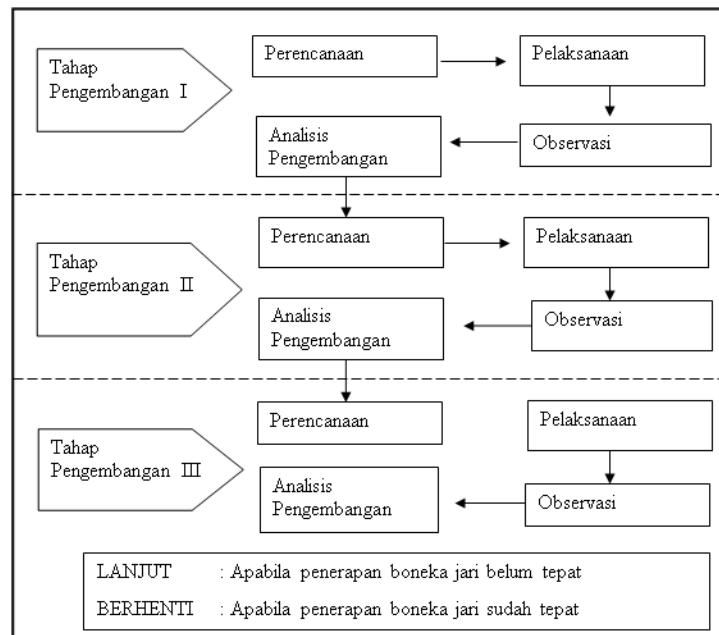 Tahap
Pengembangan I
Perencanaan
Pelaksanaan
Analisis
Pengembangan
Observasi
Tahap
Pengembangan II
Perencanaan
Pelaksanaan
Analisis
Pengembangan
Observasi
Tahap
Pengembangan III
Perencanaan
Pelaksanaan
Analisis
Pengembangan
Observasi
LANJUT : Apabila penerapan boneka jari belum tepat
BERHENTI : Apabila penerapan boneka jari sudah tepat